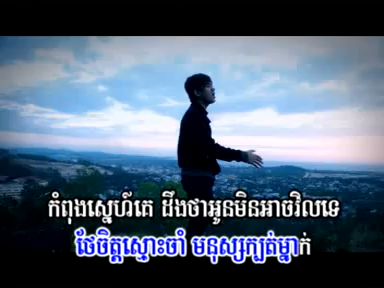 កំពុងស្នេហ៍គេ ដឹងថាអូនមិនអាចវិលទេ
ថែចិត្តស្មោះចាំ មនុស្សក្បត់ម្នាក់